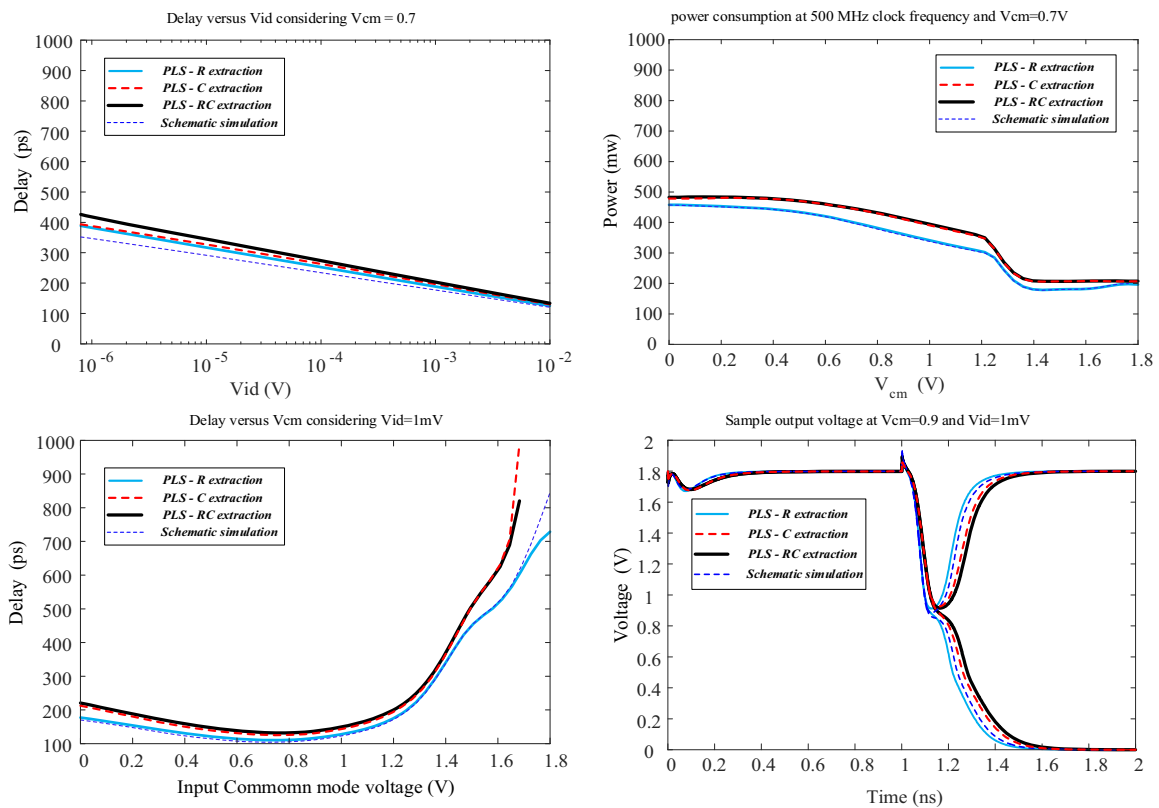 Delay versus Vid considering Vcm = 0.7
1000
900
800
700
600
500
400
300
200
100
0
Delay (ps)
PLS - R extraction
PLS - C extraction
PLS - RC extraction
Schematic simulation
10^-6
10^-5
10^-4
10^-3
10^-2
Vid (V)
power consumption at 500 MHz clock frequency and Vcm=0.7V
1000
900
800
700
600
500
400
300
200
100
0
Power (mw)
PLS - R extraction
PLS - C extraction
PLS - RC extraction
Schematic simulation
0 0.2 0.4 0.6 0.8 1 1.2 1.4 1.6 1.8
V_cm (V)
Delay versus Vcm considering Vid=1mV
1000
900
800
700
600
500
400
300
200
100
Delay (ps)
PLS - R extraction
PLS - C extraction
PLS - RC extraction
Schematic simulation
0 0.2 0.4 0.6 0.8 1 1.2 1.4 1.6 1.8
Input Commomn mode voltage (V)
Sample output voltage at Vcm=0.9 and Vid=1mV
2
1.8
1.6
1.4
1.2
1
0.8
0.6
0.4
0.2
0
Voltage (V)
PLS - R extraction
PLS - C extraction
PLS - RC extraction
Schematic simulation
0 0.2 0.4 0.6 0.8 1 1.2 1.4 1.6 1.8 2
Time (ns)